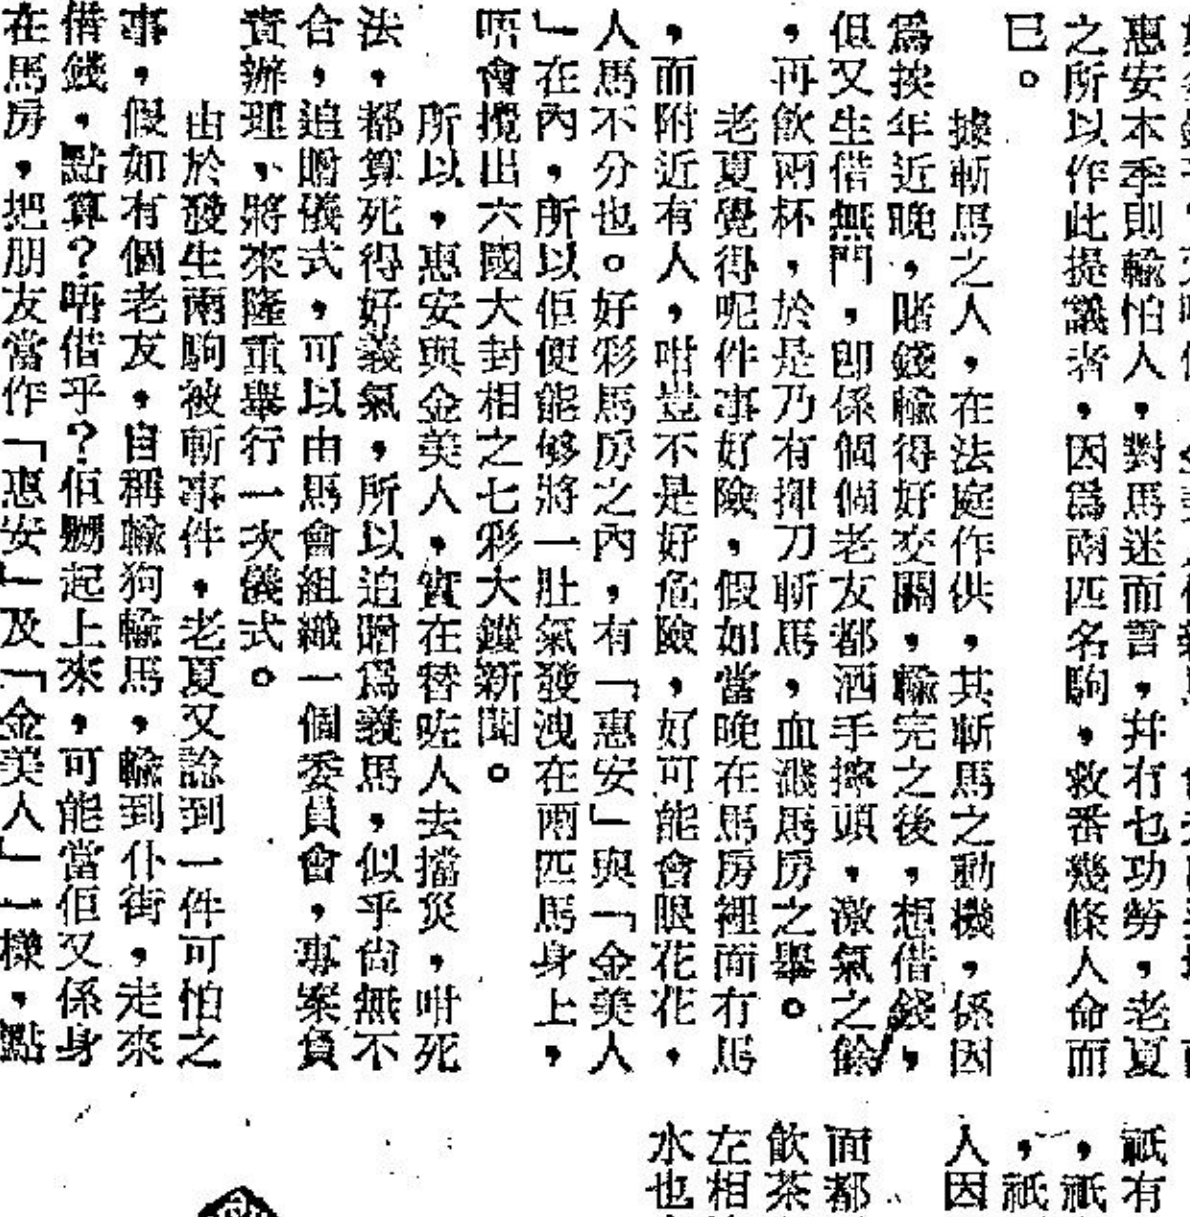 惠安本季則輸怕人，對馬迷而言，幷冇乜功勞，老夏
之所以作此提議者，因爲兩匹名駒，救番幾條人命而
已。
據斬馬之人，在法庭作供，其斬馬之動機，係因
爲挨年近晚，賭錢輸得好交關，輸完之後，想借錢，
但又生借無門，即係個個老友都洒手擰頭，激氣之餘
，再飲兩杯，於是乃有揮刀斬馬，血濺馬房之舉。
老夏覺得呢件事好險，假如當晚在馬房裡面冇馬
，而附近有人，咁豈不是好危險，好可能會眼花花，
人馬不分也。好彩馬房之內，有「惠安」與「金美人
」在內，所以佢便能够將一肚氣發洩在兩匹馬身上，
唔會攪出六國大封相之七彩大鑊新聞。
所以，惠安與金美人，實在替咗人去擋災，咁死
法，都算死得好義氣，所以追贈爲義馬，似乎尙無不
合，追贈儀式，可以由馬會組織一個委員會，專案負
責辦理，將來隆重舉行一次儀式。
由於發生兩駒被斬事件，老夏又諗到一件可怕之
事，假如有個老友，自稱輸狗輸馬，輸到仆街，走來
借錢，點算？唔借乎？佢嬲起上來，可能當佢又係身
在馬房，把朋友當作「惠安」及「金美人」一樣，點
祇有
，祇
，祇
人因
面都
飲茶
左相
水也